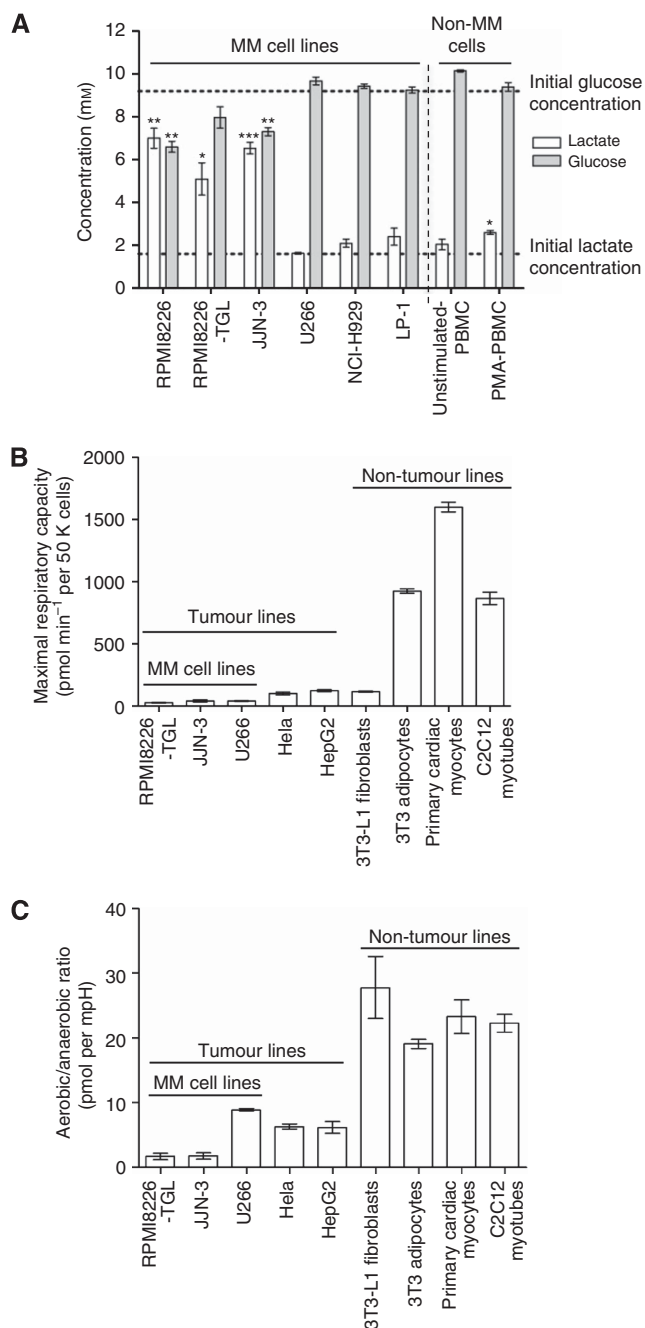 A
Concentration (mM)
12
10
8
6
4
2
0
MM cell lines
Non-MM
cells
Initial glucose
concentration
Lactate
Glucose
Initial lactate
concentration
** ** * *** ** *
RPMI8226
RPMI8226
-TGL
JJN-3
U266
NCI-H929
LP-1
Unstimulated-
PBMC
PMA-PBMC
B
Maximal respiratory capacity
(pmol min−1 per 50 K cells)
2000
1500
1000
500
0
Non-tumour lines
Tumour lines
MM cell lines
RPMI8226
-TGL
JJN-3
U266
Hela
HepG2
3T3-L1 fibroblasts
3T3 adipocytes
Primary cardiac
myocytes
C2C12
myotubes
C
Aerobic/anaerobic ratio
(pmol per mpH)
40
30
20
10
0
Non-tumour lines
Tumour lines
MM cell lines
RPMI8226
-TGL
JJN-3
U266
Hela
HepG2
3T3-L1 fibroblasts
3T3 adipocytes
Primary cardiac
myocytes
C2C12
myotubes